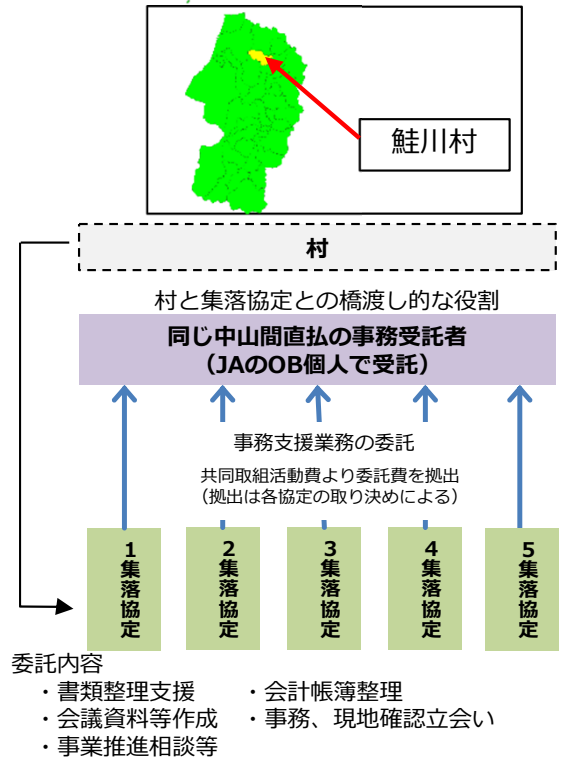 鮭川村
村
村と集落協定との橋渡し的な役割
同じ中山間直払の事務受託者
（JAのOB個人で受託）
事務支援業務の委託
共同取組活動費より委託費を拠出
（拠出は各協定の取り決めによる）
1集落協定
2集落協定
3集落協定
4集落協定
5集落協定
委託内容
・書類整理支援　・会計帳簿整理
・会議資料等作成　・事務、現地確認立会い
・事業推進相談等